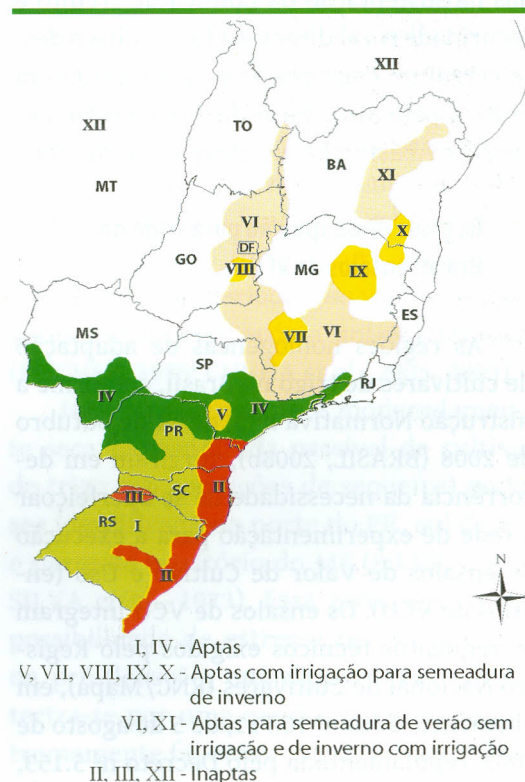 XII
XII
TO
BA
MT
XI
VI
X
DF
GO
VIII
MG
IX
ES
MS
VII
VI
SP
RJ
IV
IV
V
PR
SC
II
III
RS
I
II
N
I, IV - Aptas
V, VII, VIII, IX, X - Aptas com irrigação para semeadura
de inverno
VI, XI - Aptas para semeadura de verão sem
irrigação e de inverno com irrigação
II, III, XII - Inaptas